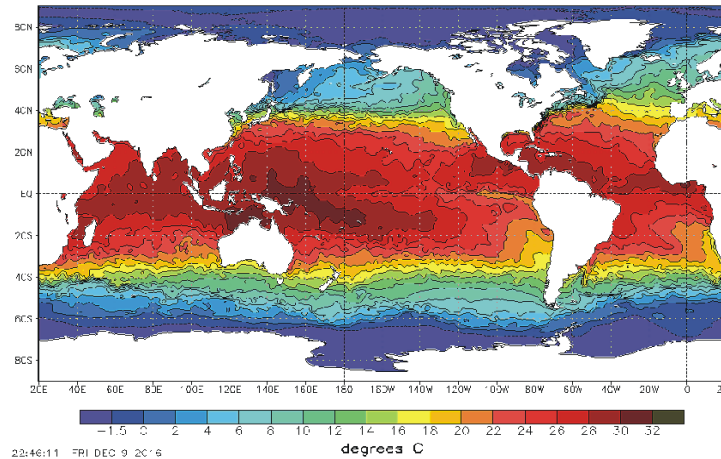 80N
60N
40N
20N
EQ
20S
40S
60S
80S
20E 40E 60E 80E 100E 120E 140E 160E 180 160W 140W 120W 100W 80W 60W 40W 20W 0
-1.5 0 2 4 6 8 10 12 14 16 18 20 22 24 26 28 30 32
degrees C
22:46:11 FRI DEC 9 2016